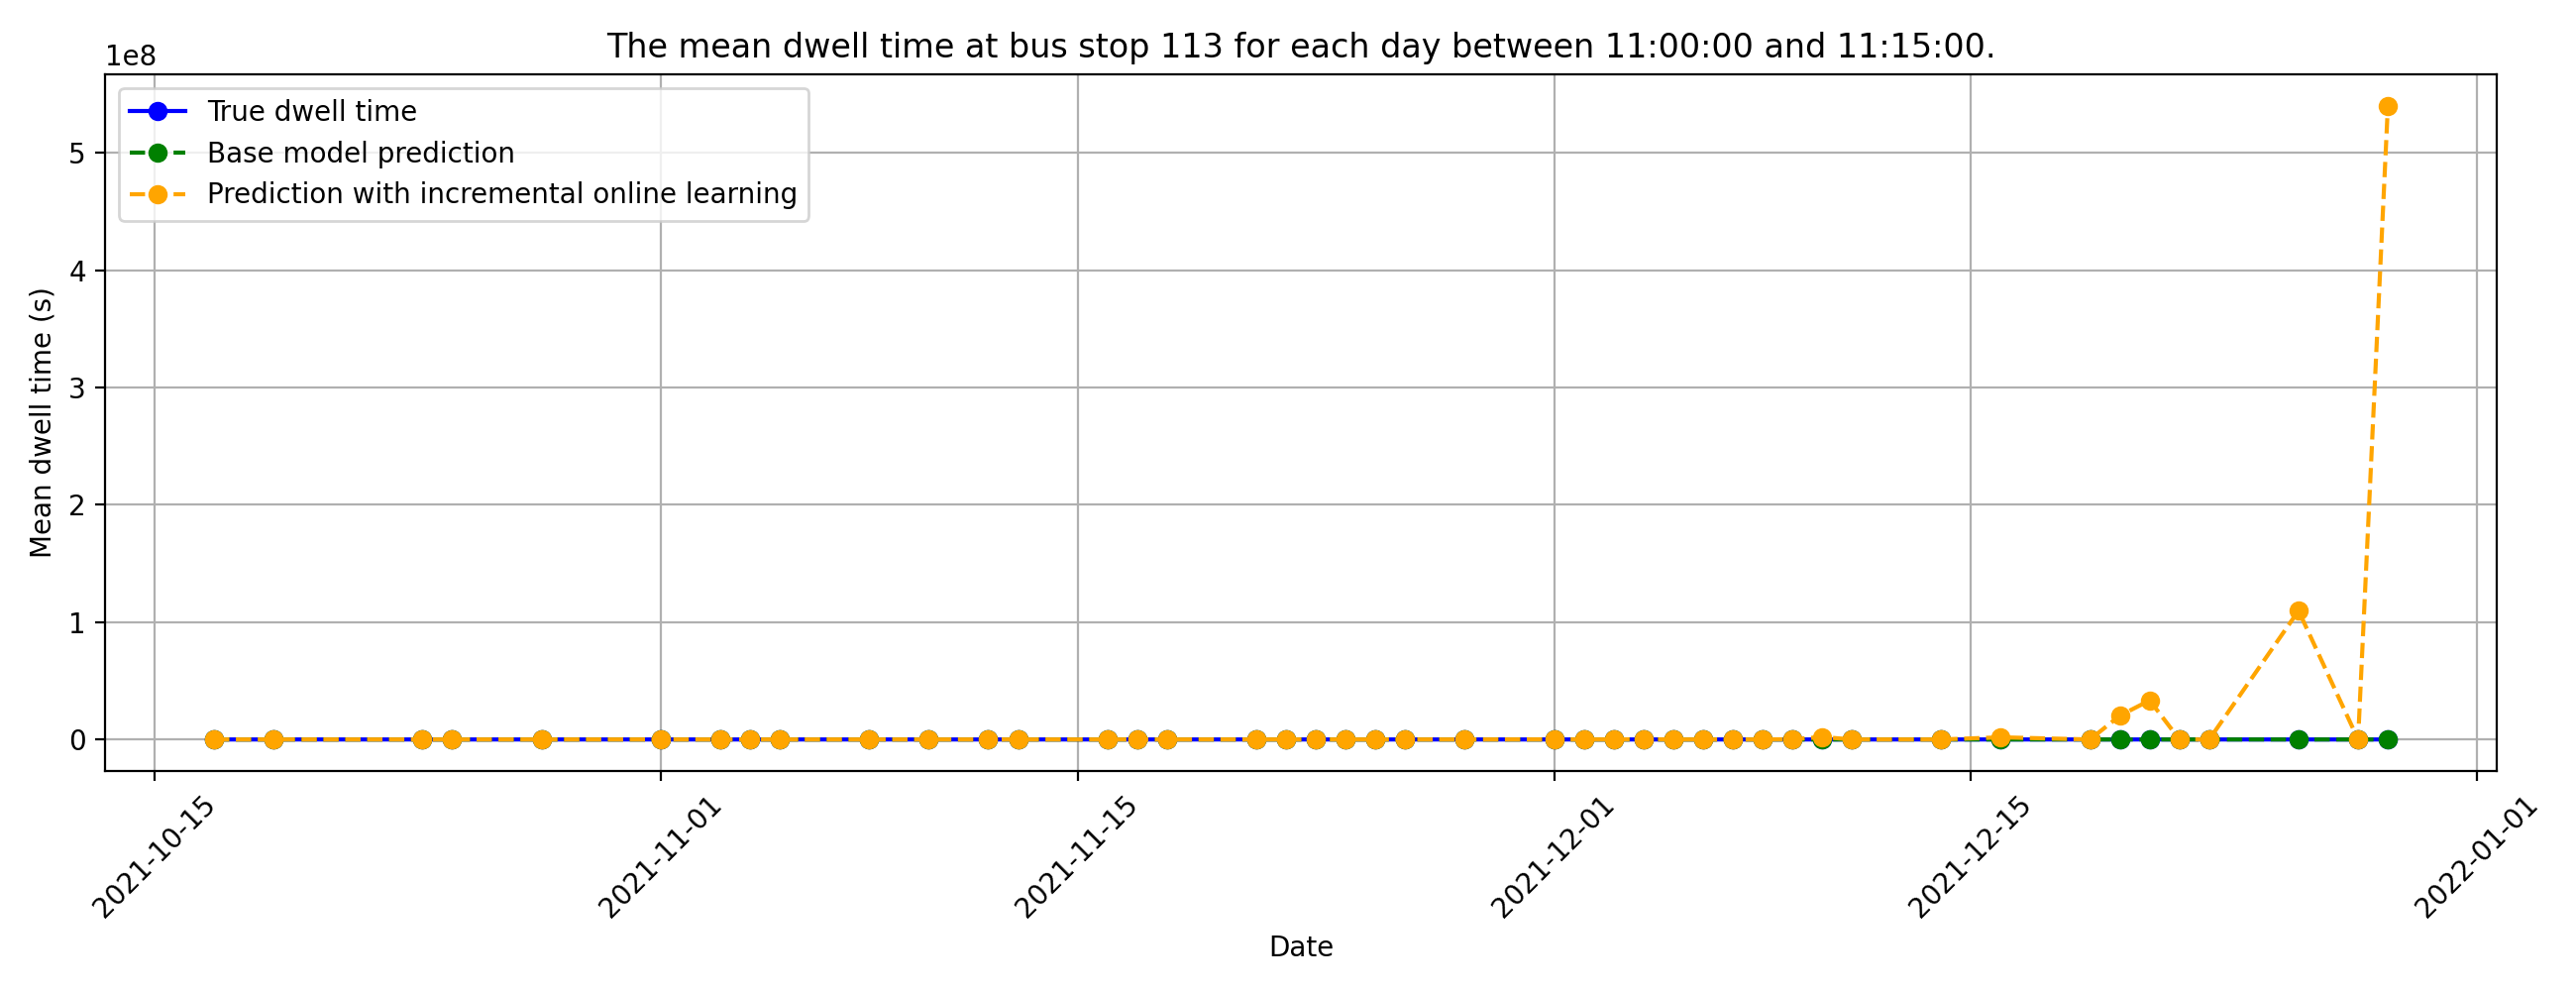 The mean dwell time at bus stop 113 for each day between 11:00:00 and 11:15:00.
1e8
True dwell time
Base model prediction
Prediction with incremental online learning
5
4
3
2
1
0
Mean dwell time (s)
2021-10-15
2021-11-01
2021-11-15
2021-12-01
2021-12-15
2022-01-01
Date